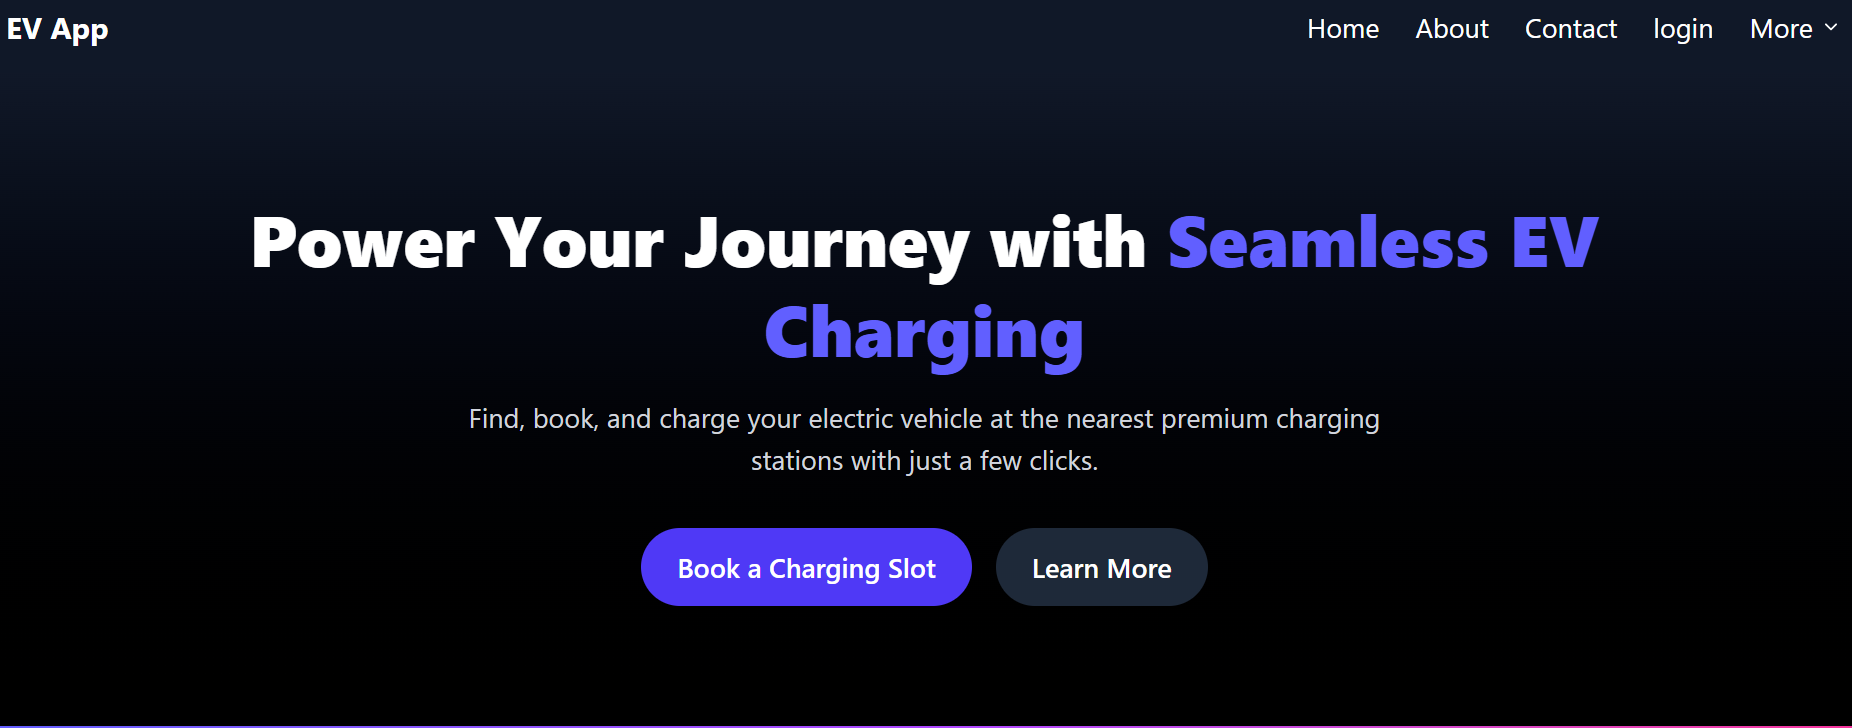 EV App
Home About Contact login More
Power Your Journey with Seamless EV
Charging
Find, book, and charge your electric vehicle at the nearest premium charging
stations with just a few clicks.
Book a Charging Slot Learn More